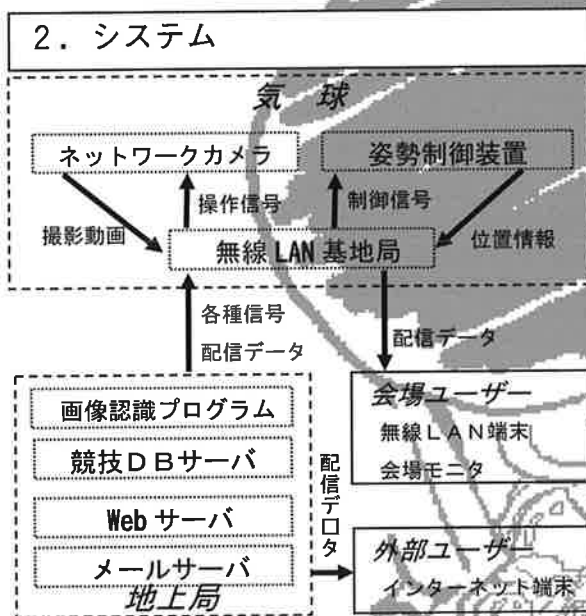 2．システム
気 球
ネットワークカメラ
姿勢制御装置
操作信号
制御信号
撮影動画
位置情報
無線LAN基地局
各種信号
配信データ
配信データ
画像認識プログラム
競技DBサーバ
Webサーバ
メールサーバ
地上局
配信デロタ
会場ユーザー
無線LAN端末
会場モニタ
外部ユーザー
インターネット端末